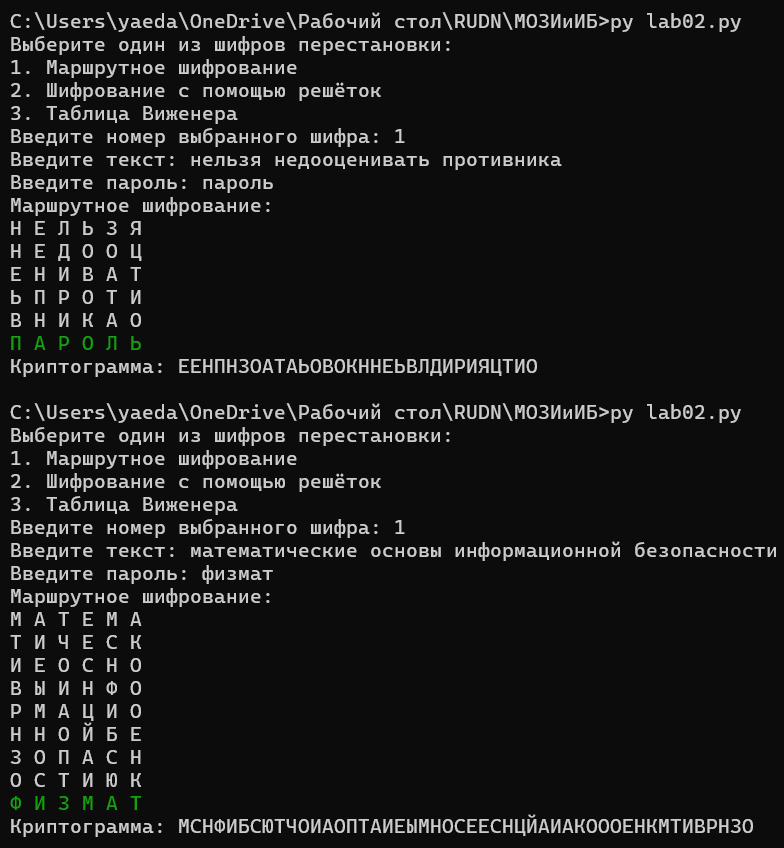 C:\Users\yaeda\OneDrive\Рабочий стол\RUDN\МОЗИиИБ>py lab02.py
Выберите один из шифров перестановки:
1. Маршрутное шифрование
2. Шифрование с помощью решёток
3. Таблица Виженера
Введите номер выбранного шифра: 1
Введите текст: нельзя недооценивать противника
Введите пароль: пароль
Маршрутное шифрование:
Н Е Л Ь З Я
Н Е Д О О Ц
Е Н И В А Т
Ь П Р О Т И
В Н И К А О
П А Р О Л Ь
Криптограмма: ЕЕНПНЗОАТАЬОВОКННЕЬВЛДИРИЯЦТИО
C:\Users\yaeda\OneDrive\Рабочий стол\RUDN\МОЗИиИБ>py lab02.py
Выберите один из шифров перестановки:
1. Маршрутное шифрование
2. Шифрование с помощью решёток
3. Таблица Виженера
Введите номер выбранного шифра: 1
Введите текст: математические основы информационной безопасности
Введите пароль: физмат
Маршрутное шифрование:
М А Т Е М А
Т И Ч Е С К
И Е О С Н О
В Ы И Н Ф О
Р М А Ц И О
Н Н О Й Б Е
З О П А С Н
О С Т И Ю К
Ф И З М А Т
Криптограмма: МСНФИБСЮТЧОИАОПТАИЕЫМНОСЕЕСНЦЙАИАКОООЕНКМТИВРНЗО